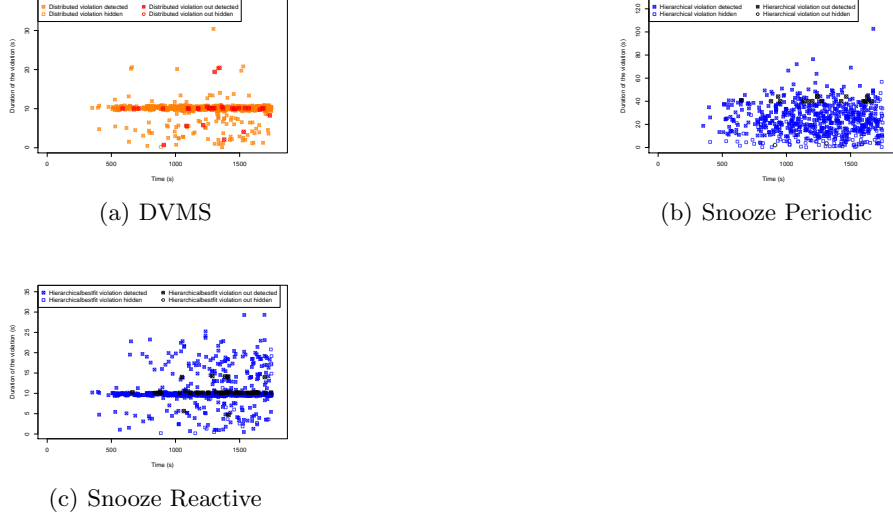 Distributed violation detected
Distributed violation out detected
Distributed violation hidden
Distributed violation out hidden
Duration of the violation (s)
0 10 20 30
0 500 1000 1500
Time (s)
(a) DVMS
Hierarchical violation detected
Hierarchical violation out detected
Hierarchical violation hidden
Hierarchical violation out hidden
Duration of the violation (s)
0 20 40 60 80 100 120
0 500 1000 1500
Time (s)
(b) Snooze Periodic
Hierarchicalbestfit violation detected
Hierarchicalbestfit violation out detected
Hierarchicalbestfit violation hidden
Hierarchicalbestfit violation out hidden
Duration of the violation (s)
0 5 10 15 20 25 30 35
0 500 1000 1500
Time (s)
(c) Snooze Reactive